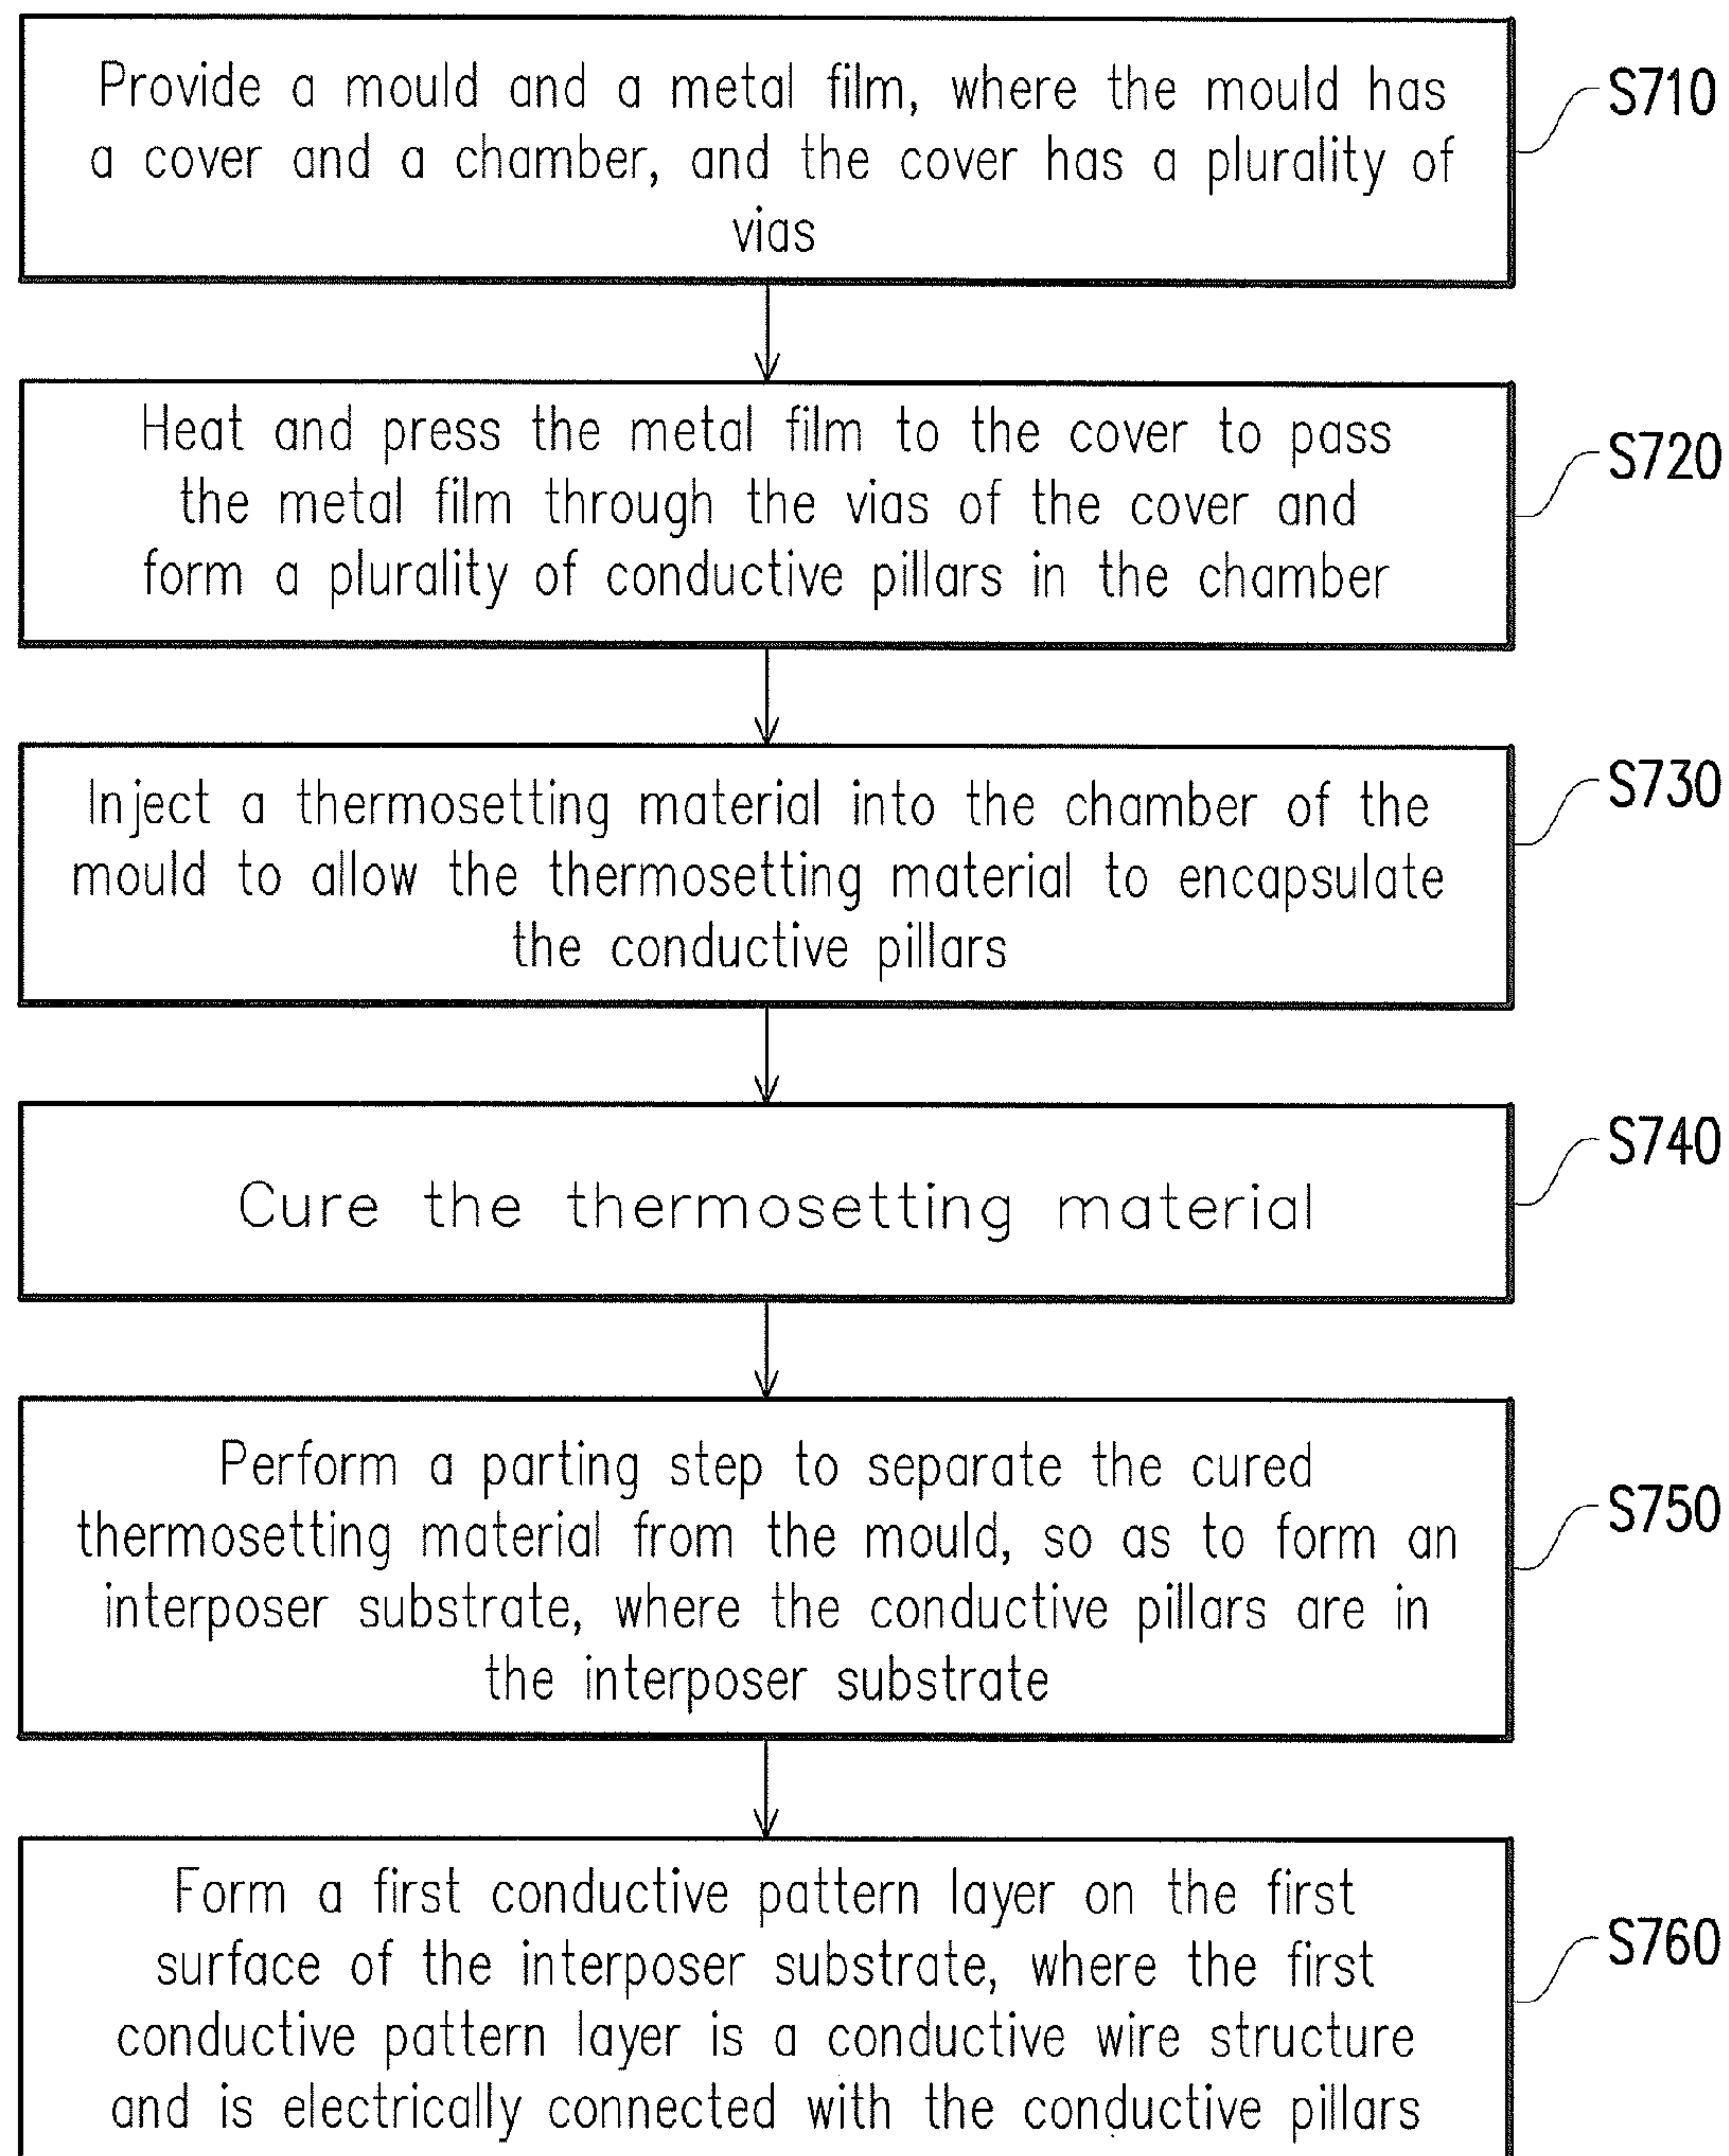 Provide a mould and a metal film, where the mould has
a cover and a chamber, and the cover has a plurality of
vias
S710
Heat and press the metal film to the cover to pass
the metal film through the vias of the cover and
form a plurality of conductive pillars in the chamber
S720
Inject a thermosetting material into the chamber of the
mould to allow the thermosetting material to encapsulate
the conductive pillars
S730
Cure the thermosetting material
S740
Perform a parting step to separate the cured
thermosetting material from the mould, so as to form an
interposer substrate, where the conductive pillars are in
the interposer substrate
S750
Form a first conductive pattern layer on the first
surface of the interposer substrate, where the first
conductive pattern layer is a conductive wire structure
and is electrically connected with the conductive pillars
S760